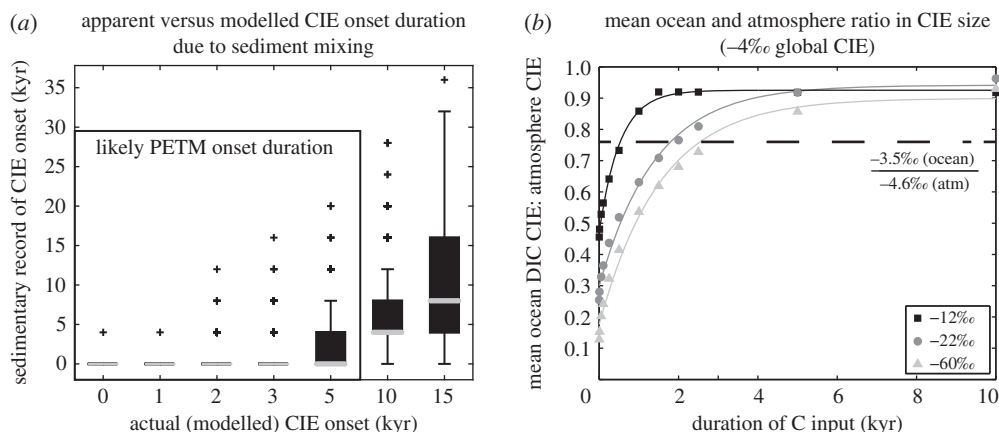 (a) apparent versus modelled CIE onset duration
due to sediment mixing
sedimentary record of CIE onset (kyr)
35
30
25
20
15
10
5
0
likely PETM onset duration
0 1 2 3 5 10 15
actual (modelled) CIE onset (kyr)
(b) mean ocean and atmosphere ratio in CIE size
(–4‰ global CIE)
mean ocean DIC CIE: atmosphere CIE
1.0
0.9
0.8
0.7
0.6
0.5
0.4
0.3
0.2
0.1
–3.5‰ (ocean)
–4.6‰ (atm)
–12‰
–22‰
–60‰
0 2 4 6 8 10
duration of C input (kyr)